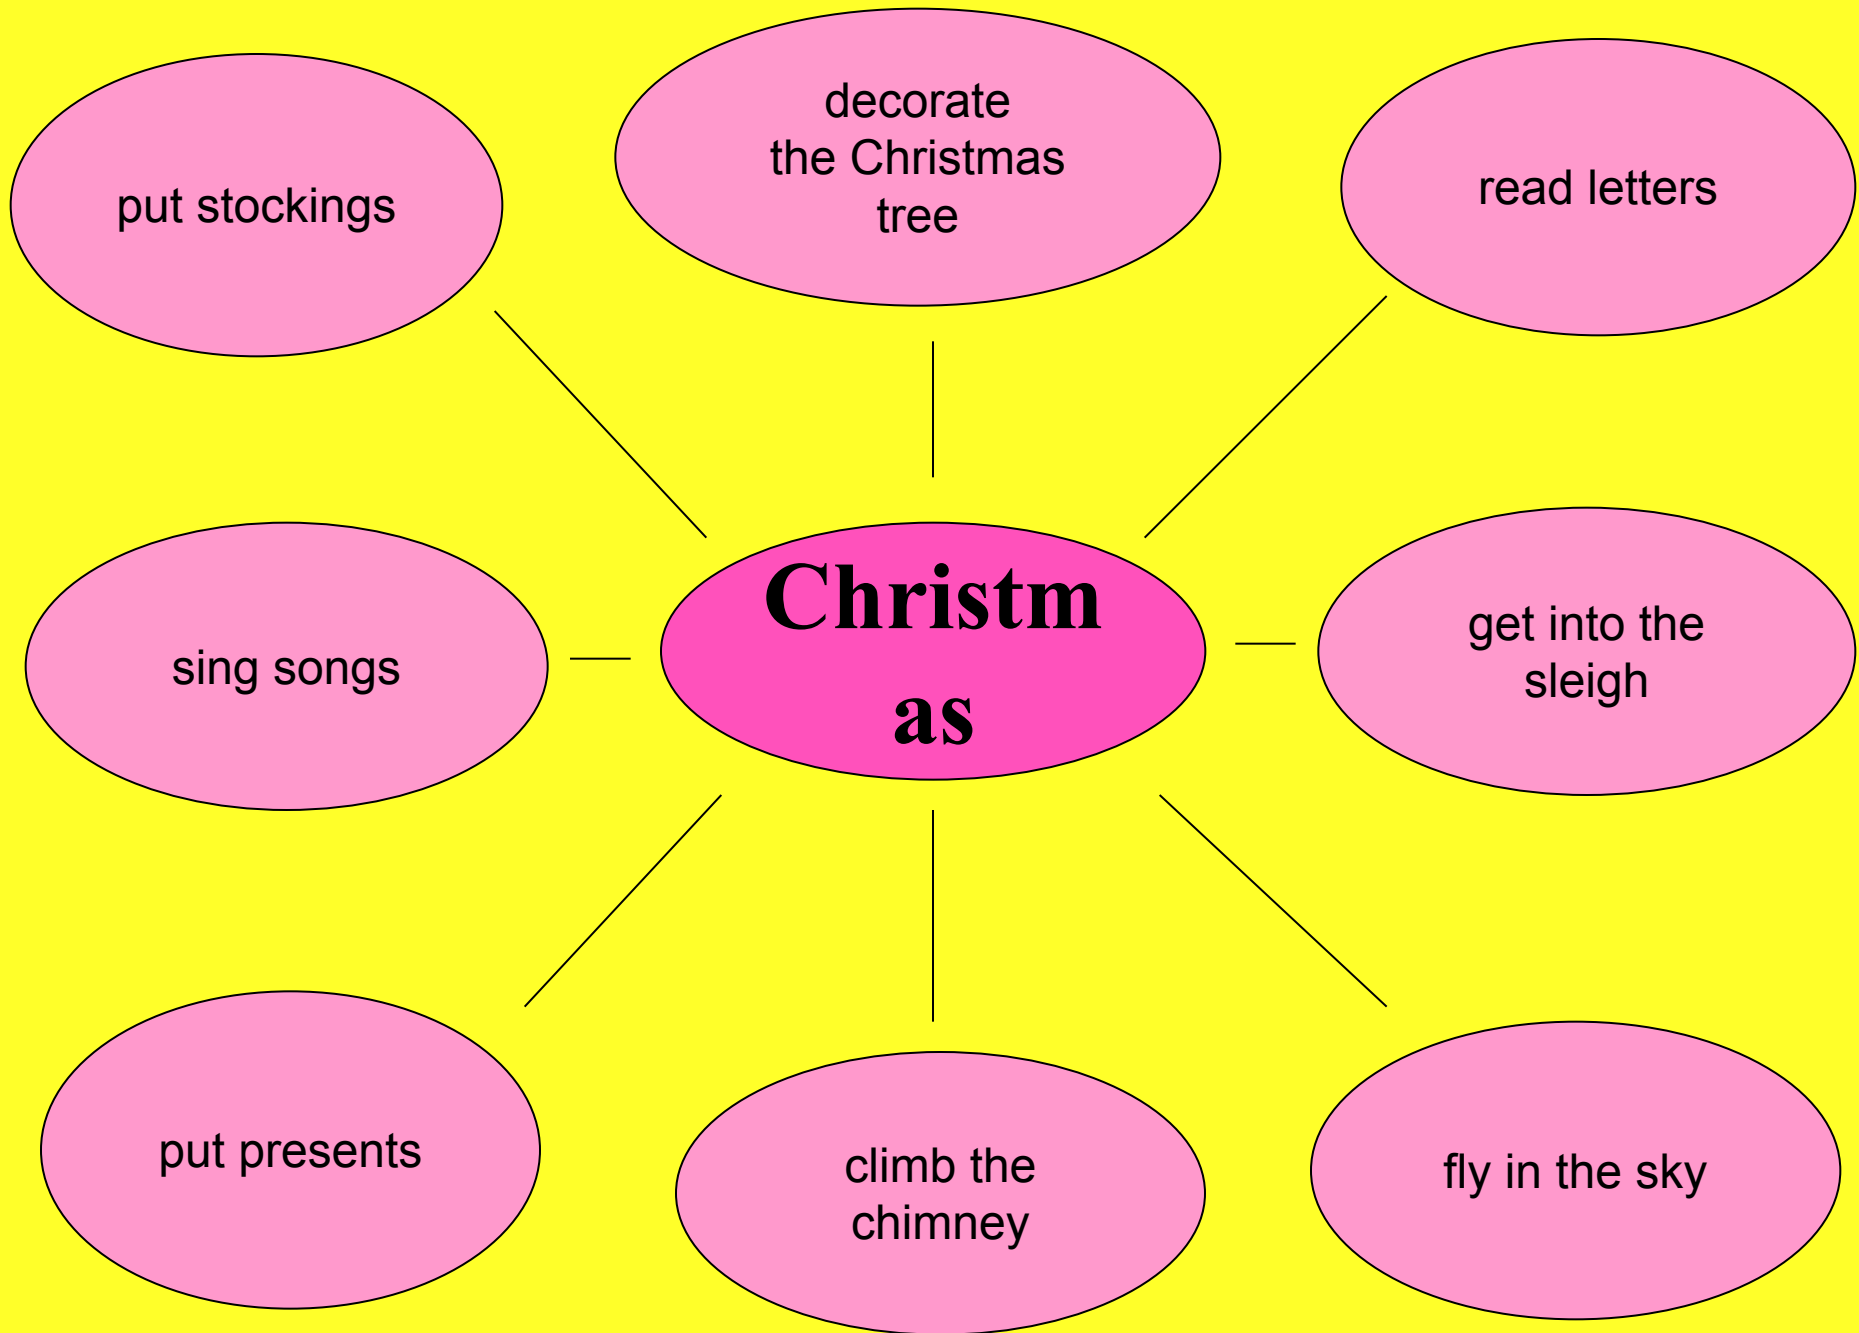 put stockings
decorate
the Christmas
tree
read letters
sing songs
Christm
as
get into the
sleigh
put presents
climb the
chimney
fly in the sky